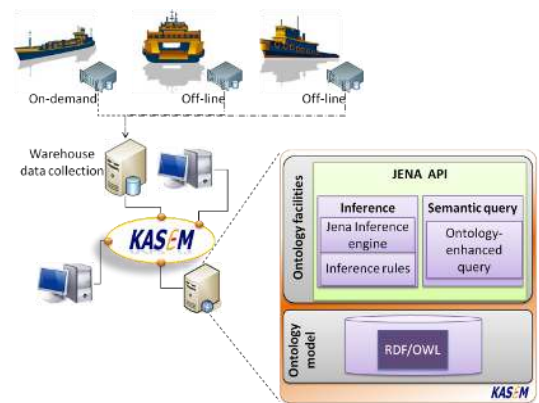 On-demand
Off-line
Off-line
Warehouse
data collection
KASEM
Ontology facilities
JENA API
Inference
Jena Inference
engine
Inference rules
Semantic query
Ontology-
enhanced
query
Ontology
model
RDF/OWL
KASEM